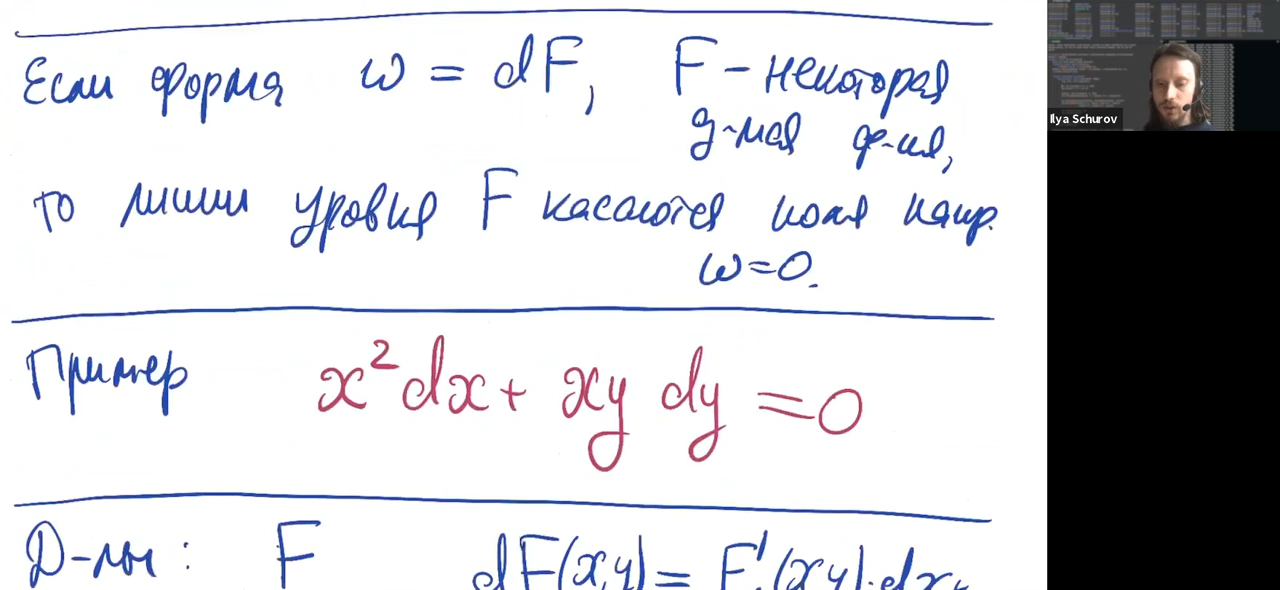 Если форма ω = dF, F – некоторая
д-мая ф-ия,
то линии уровня F касаются поля напр.
ω=0.
Пример x²dx + xy dy = 0
Д-мы: F dF(x,y) = F'(x,y)·dx+
Ilya Schurov